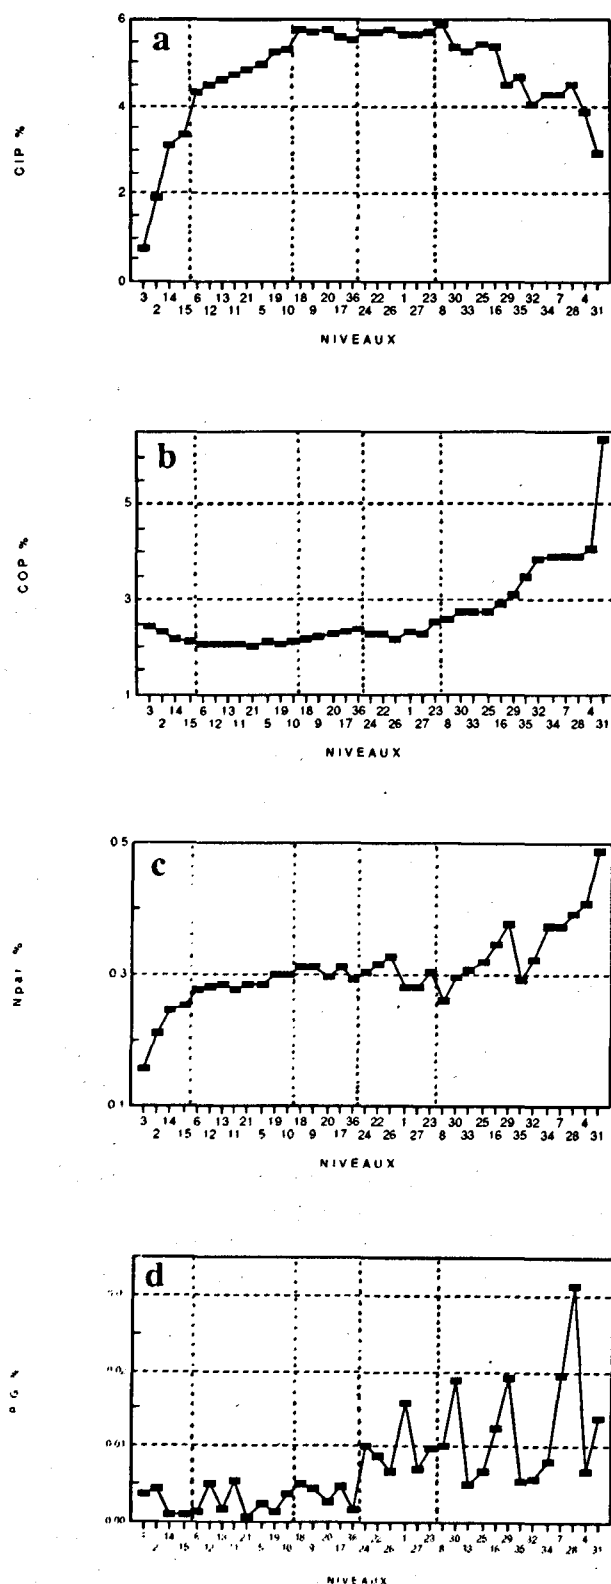 a
6
4
2
0
CIP %
3 14 6 13 21 19 18 20 36 22 1 23 30 25 29 32 7 4
2 15 12 11 5 10 9 17 24 26 27 8 33 16 35 34 28 31
NIVEAUX
b
5
3
1
COP %
3 14 6 13 21 19 18 20 36 22 1 23 30 25 29 32 7 4
2 15 12 11 5 10 9 17 24 26 27 8 33 16 35 34 28 31
NIVEAUX
c
0.5
0.3
0.1
Npar %
3 14 6 13 21 19 18 20 36 22 1 23 30 25 29 32 7 4
2 15 12 11 5 10 9 17 24 26 27 8 33 16 35 34 28 31
NIVEAUX
d
0.01
0.00
14 6 13 21 19 18 20 36 22 1 23 30 25 29 32 7 4
2 15 12 11 5 10 9 17 24 26 27 8 33 16 35 34 28 31
NIVEAUX